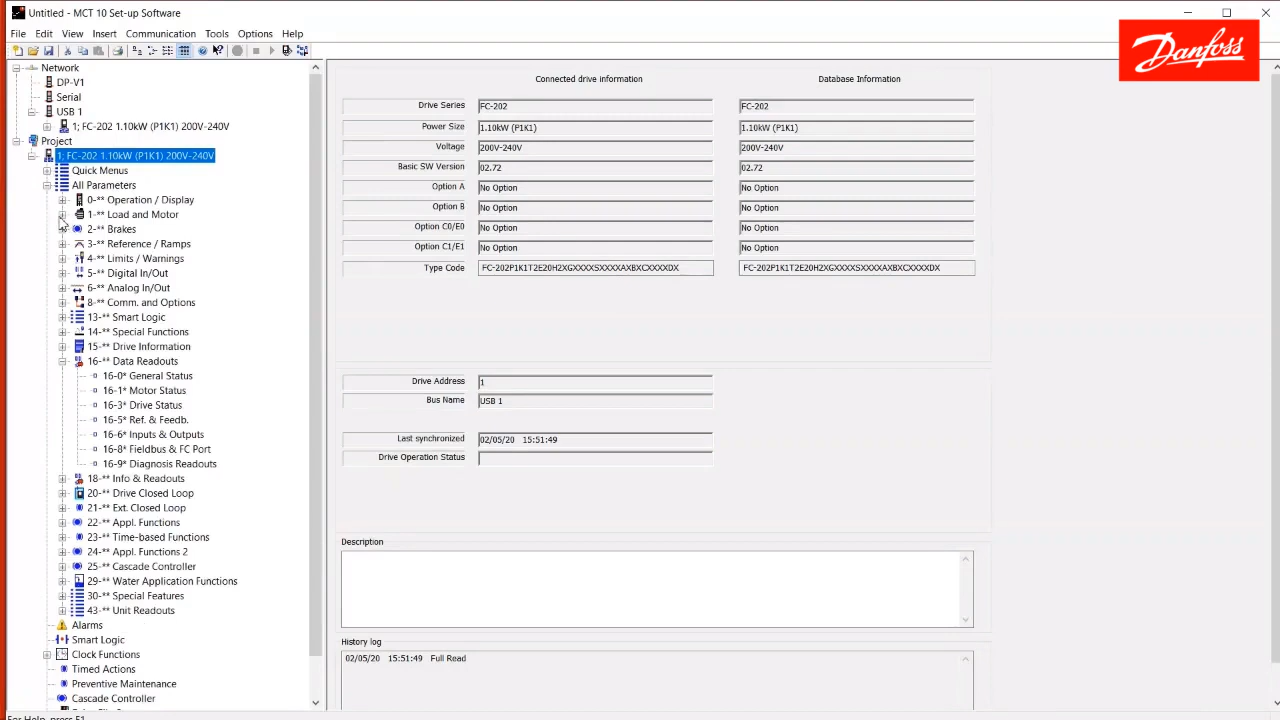 Untitled - MCT 10 Set-up Software
Danfoss
File Edit View Insert Communication Tools Options Help
Network
DP-V1
Serial
USB 1
1; FC-202 1.10kW (P1K1) 200V-240V
Project
1; FC-202 1.10kW (P1K1) 200V-240V
Quick Menus
All Parameters
0-** Operation / Display
1-** Load and Motor
2-** Brakes
3-** Reference / Ramps
4-** Limits / Warnings
5-** Digital In/Out
6-** Analog In/Out
8-** Comm. and Options
13-** Smart Logic
14-** Special Functions
15-** Drive Information
16-** Data Readouts
16-0* General Status
16-1* Motor Status
16-3* Drive Status
16-5* Ref. & Feedb.
16-6* Inputs & Outputs
16-8* Fieldbus & FC Port
16-9* Diagnosis Readouts
18-** Info & Readouts
20-** Drive Closed Loop
21-** Ext. Closed Loop
22-** Appl. Functions
23-** Time-based Functions
24-** Appl. Functions 2
25-** Cascade Controller
29-** Water Application Functions
30-** Special Features
43-** Unit Readouts
Alarms
Smart Logic
Clock Functions
Timed Actions
Preventive Maintenance
Cascade Controller
For Help, press F1
Connected drive information Database Information
Drive Series FC-202 FC-202
Power Size 1.10kW (P1K1) 1.10kW (P1K1)
Voltage 200V-240V 200V-240V
Basic SW Version 02.72 02.72
Option A No Option No Option
Option B No Option No Option
Option C0/E0 No Option No Option
Option C1/E1 No Option No Option
Type Code FC-202P1K1T2E20H2XGXXXXSXXXXAXBXCXXXXDX FC-202P1K1T2E20H2XGXXXXSXXXXAXBXCXXXXDX
Drive Address 1
Bus Name USB 1
Last synchronized 02/05/20 15:51:49
Drive Operation Status
Description
History log
02/05/20 15:51:49 Full Read